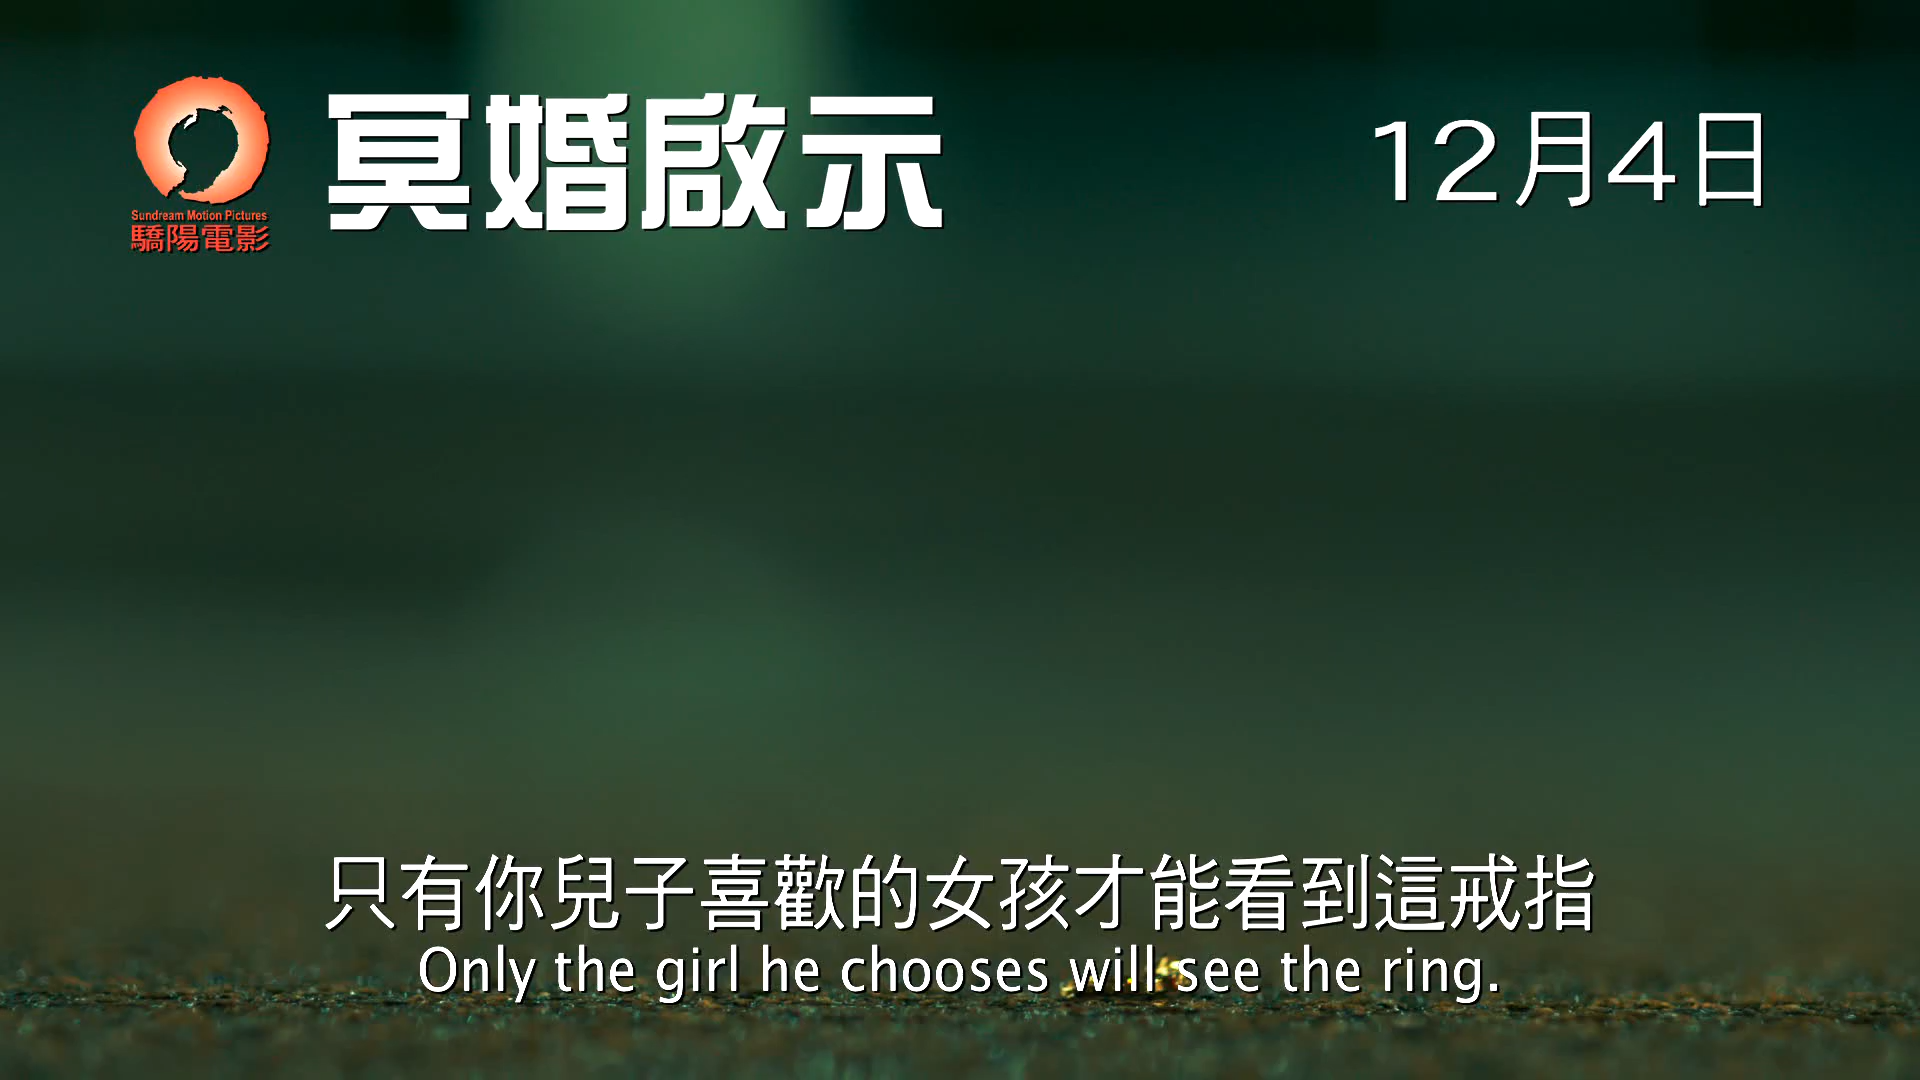 Sundream Motion Pictures
驕陽電影
冥婚啟示
12月4日
只有你兒子喜歡的女孩才能看到這戒指
Only the girl he chooses will see the ring.